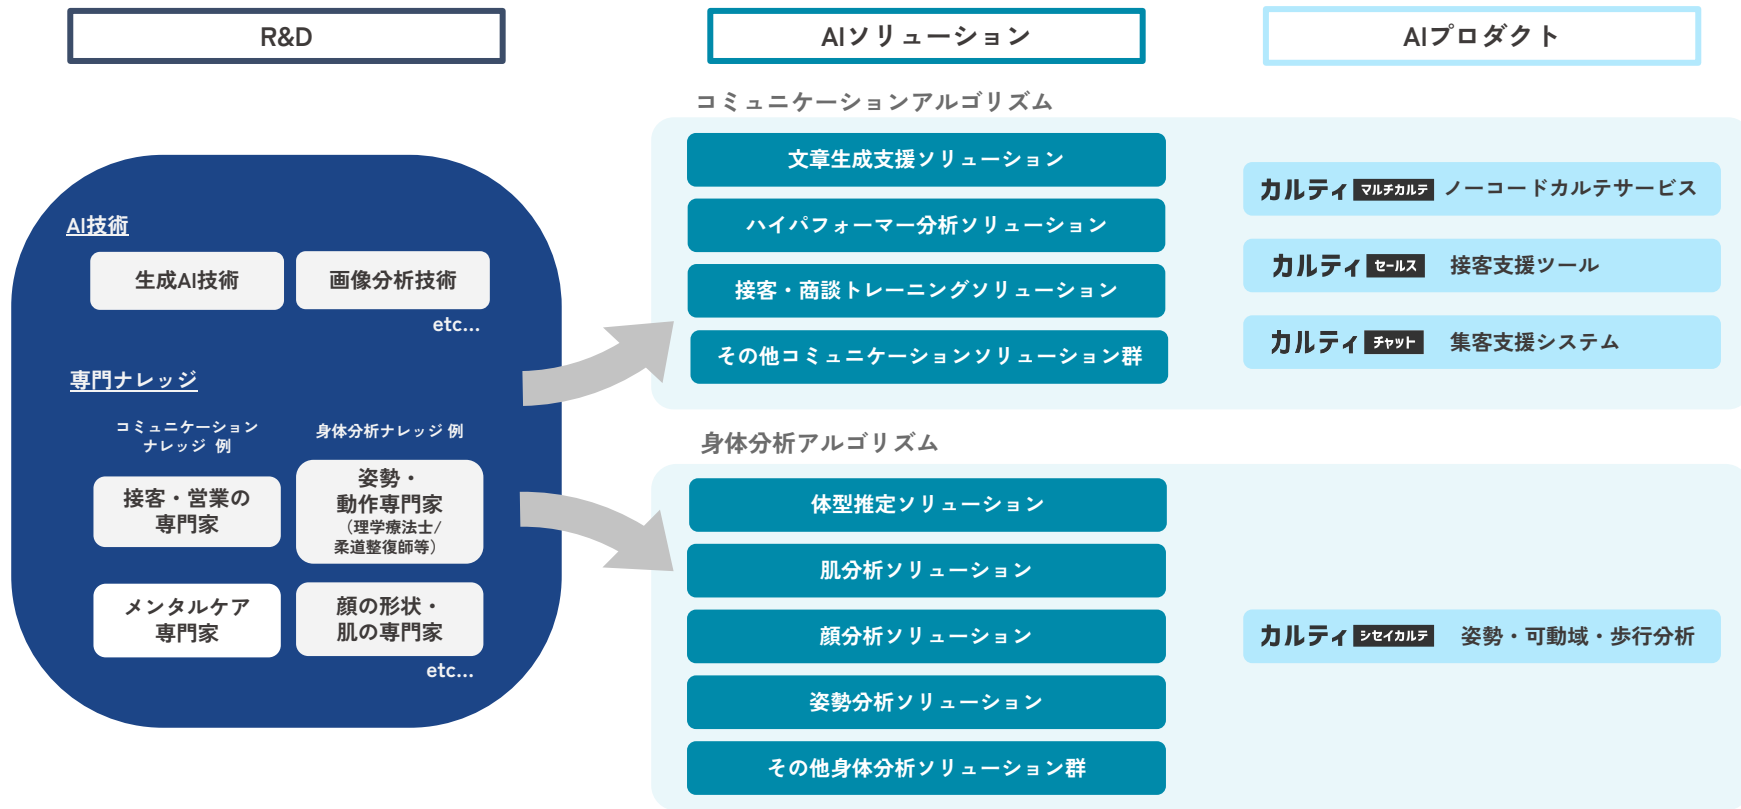 R&D
AIソリューション
AIプロダクト
AI技術
生成AI技術
画像分析技術
etc...
専門ナレッジ
コミュニケーション
ナレッジ 例
身体分析ナレッジ 例
接客・営業の
専門家
姿勢・
動作専門家
（理学療法士/
柔道整復師等）
メンタルケア
専門家
顔の形状・
肌の専門家
etc...
コミュニケーションアルゴリズム
文章生成支援ソリューション
ハイパフォーマー分析ソリューション
接客・商談トレーニングソリューション
その他コミュニケーションソリューション群
カルティ マルチカルテ ノーコードカルテサービス
カルティ セールス 接客支援ツール
カルティ チャット 集客支援システム
身体分析アルゴリズム
体型推定ソリューション
肌分析ソリューション
顔分析ソリューション
姿勢分析ソリューション
その他身体分析ソリューション群
カルティ シセイカルテ 姿勢・可動域・歩行分析